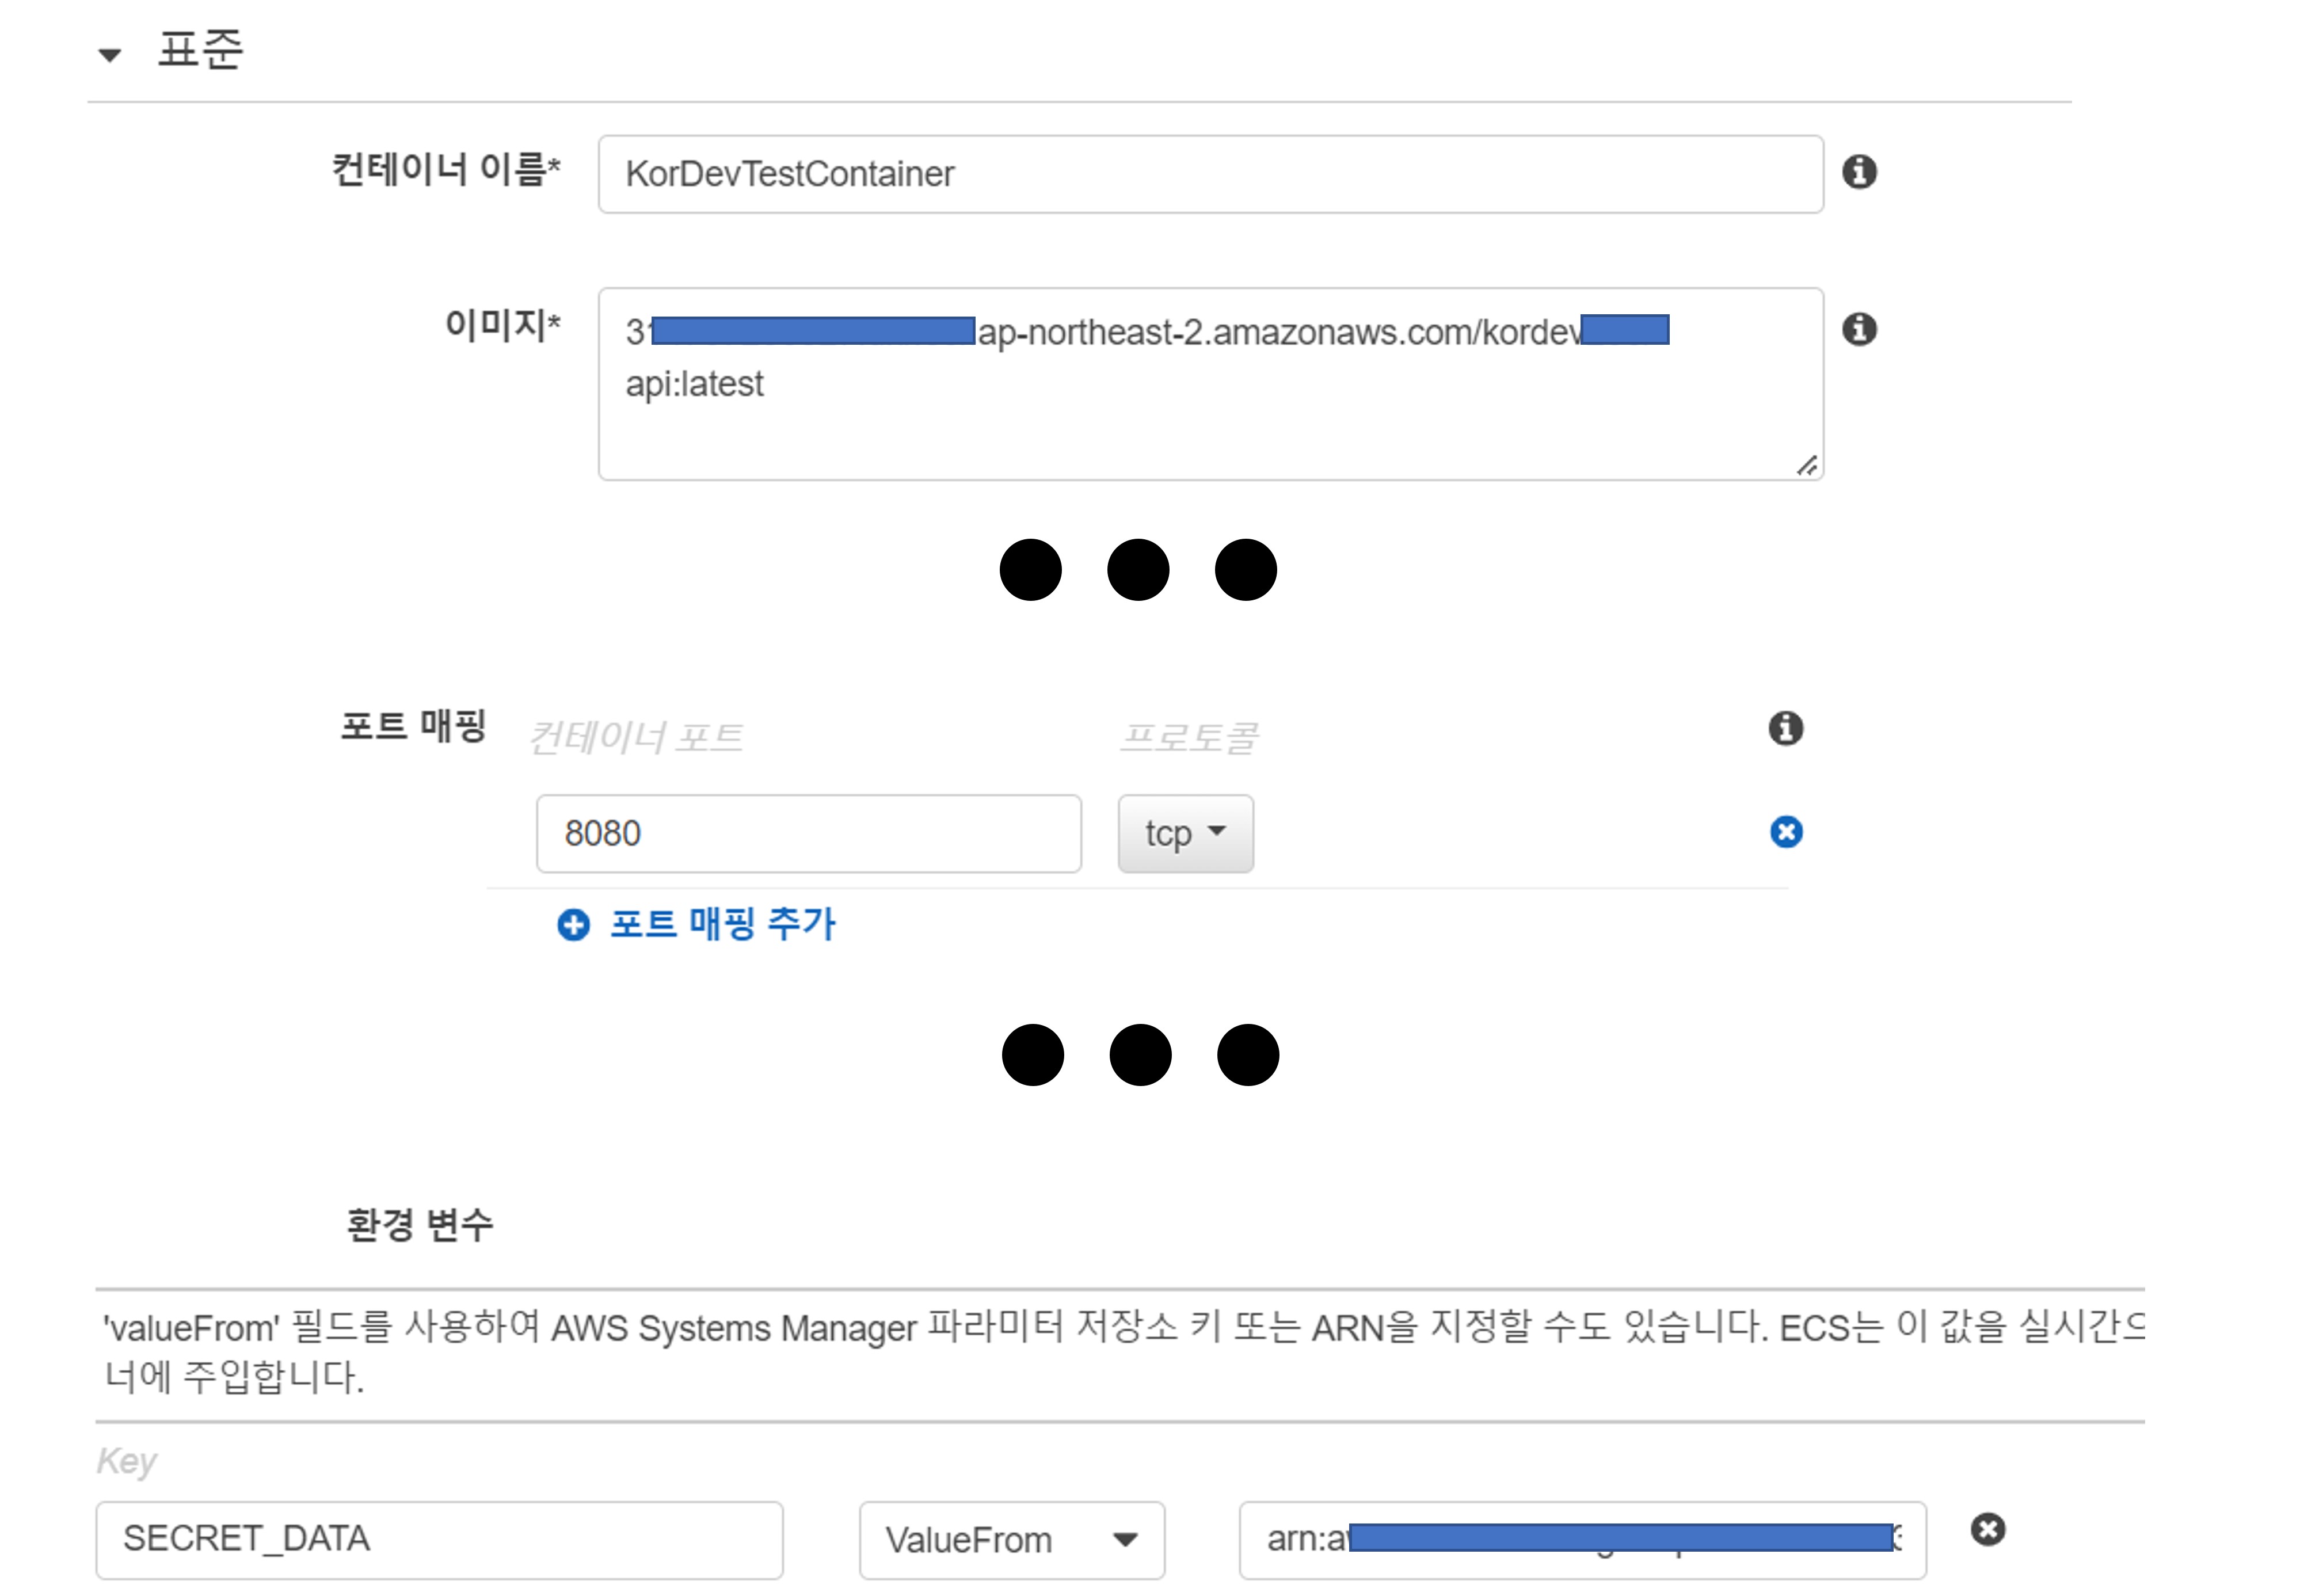 표준
컨테이너 이름*
KorDevTestContainer
이미지*
3 ap-northeast-2.amazonaws.com/kordev
api:latest
포트 매핑
컨테이너 포트 프로토콜
8080 tcp
포트 매핑 추가
환경 변수
'valueFrom' 필드를 사용하여 AWS Systems Manager 파라미터 저장소 키 또는 ARN을 지정할 수도 있습니다. ECS는 이 값을 실시간으
너에 주입합니다.
Key
SECRET_DATA ValueFrom arn:a